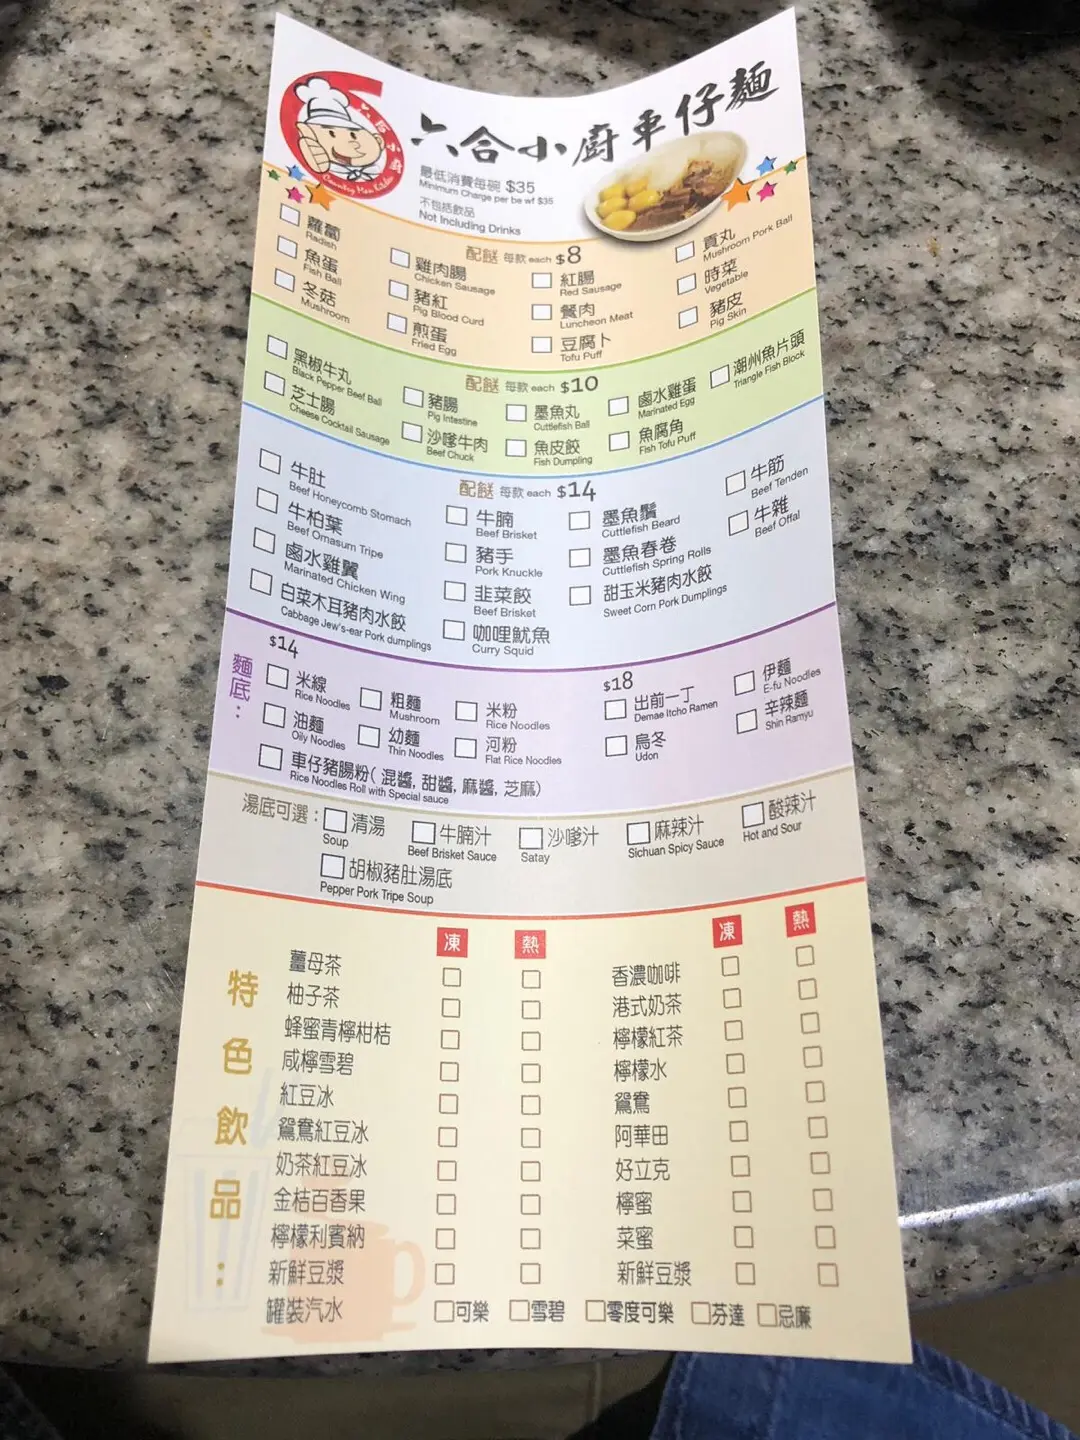 六合小廚車仔麵
六合小廚
Country Man Kitchen
最低消費每碗 $35
Minimum Charge per be wf $35
不包括飲品
Not Including Drinks
配餸 每款 each $8
蘿蔔
Radish
魚蛋
Fish Ball
冬菇
Mushroom
雞肉腸
Chicken Sausage
豬紅
Pig Blood Curd
煎蛋
Fried Egg
紅腸
Red Sausage
餐肉
Luncheon Meat
豆腐卜
Tofu Puff
貢丸
Mushroom Pork Ball
時菜
Vegetable
豬皮
Pig Skin
配餸 每款 each $10
黑椒牛丸
Black Pepper Beef Ball
芝士腸
Cheese Cocktail Sausage
豬腸
Pig Intestine
沙嗲牛肉
Beef Chuck
墨魚丸
Cuttlefish Ball
魚皮餃
Fish Dumpling
鹵水雞蛋
Marinated Egg
魚腐角
Fish Tofu Puff
潮州魚片頭
Triangle Fish Block
配餸 每款 each $14
牛肚
Beef Honeycomb Stomach
牛柏葉
Beef Omasum Tripe
鹵水雞翼
Marinated Chicken Wing
白菜木耳豬肉水餃
Cabbage Jew's-ear Pork dumplings
牛腩
Beef Brisket
豬手
Pork Knuckle
韭菜餃
Beef Brisket
咖哩魷魚
Curry Squid
墨魚鬚
Cuttlefish Beard
墨魚春卷
Cuttlefish Spring Rolls
甜玉米豬肉水餃
Sweet Corn Pork Dumplings
牛筋
Beef Tenden
牛雜
Beef Offal
麵底：
$14
米線
Rice Noodles
油麵
Oily Noodles
車仔豬腸粉( 混醬, 甜醬, 麻醬, 芝麻)
Rice Noodles Roll with Special sauce
粗麵
Mushroom
幼麵
Thin Noodles
米粉
Rice Noodles
河粉
Flat Rice Noodles
$18
出前一丁
Demae Itcho Ramen
烏冬
Udon
伊麵
E-fu Noodles
辛辣麵
Shin Ramyu
湯底可選：
清湯
Soup
牛腩汁
Beef Brisket Sauce
沙嗲汁
Satay
麻辣汁
Sichuan Spicy Sauce
酸辣汁
Hot and Sour
胡椒豬肚湯底
Pepper Pork Tripe Soup
特色飲品：
凍 熱
薑母茶
柚子茶
蜂蜜青檸柑桔
咸檸雪碧
紅豆冰
鴛鴦紅豆冰
奶茶紅豆冰
金桔百香果
檸檬利賓納
新鮮豆漿
凍 熱
香濃咖啡
港式奶茶
檸檬紅茶
檸檬水
鴛鴦
阿華田
好立克
檸蜜
菜蜜
新鮮豆漿
罐裝汽水 可樂 雪碧 零度可樂 芬達 忌廉